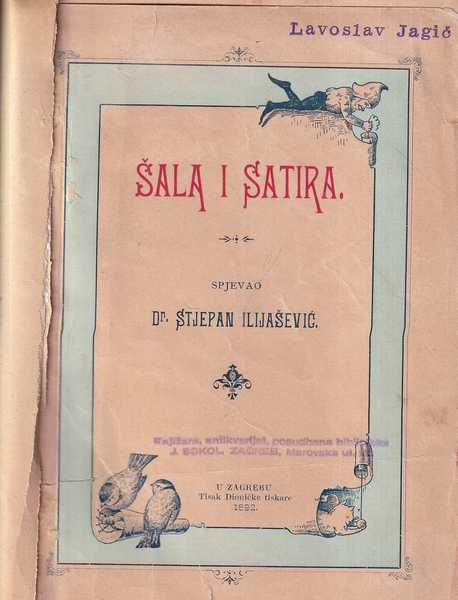 Lavoslav Jagić
ŠALA I SATIRA.
SPJEVAO
Dr. STJEPAN ILIJAŠEVIĆ.
Knjižara, antikvarijat, posudbena biblioteka
J. SOKOL, ZAGREB, Marovska ul.
U ZAGREBU
Tisak Dioničke tiskare
1892.